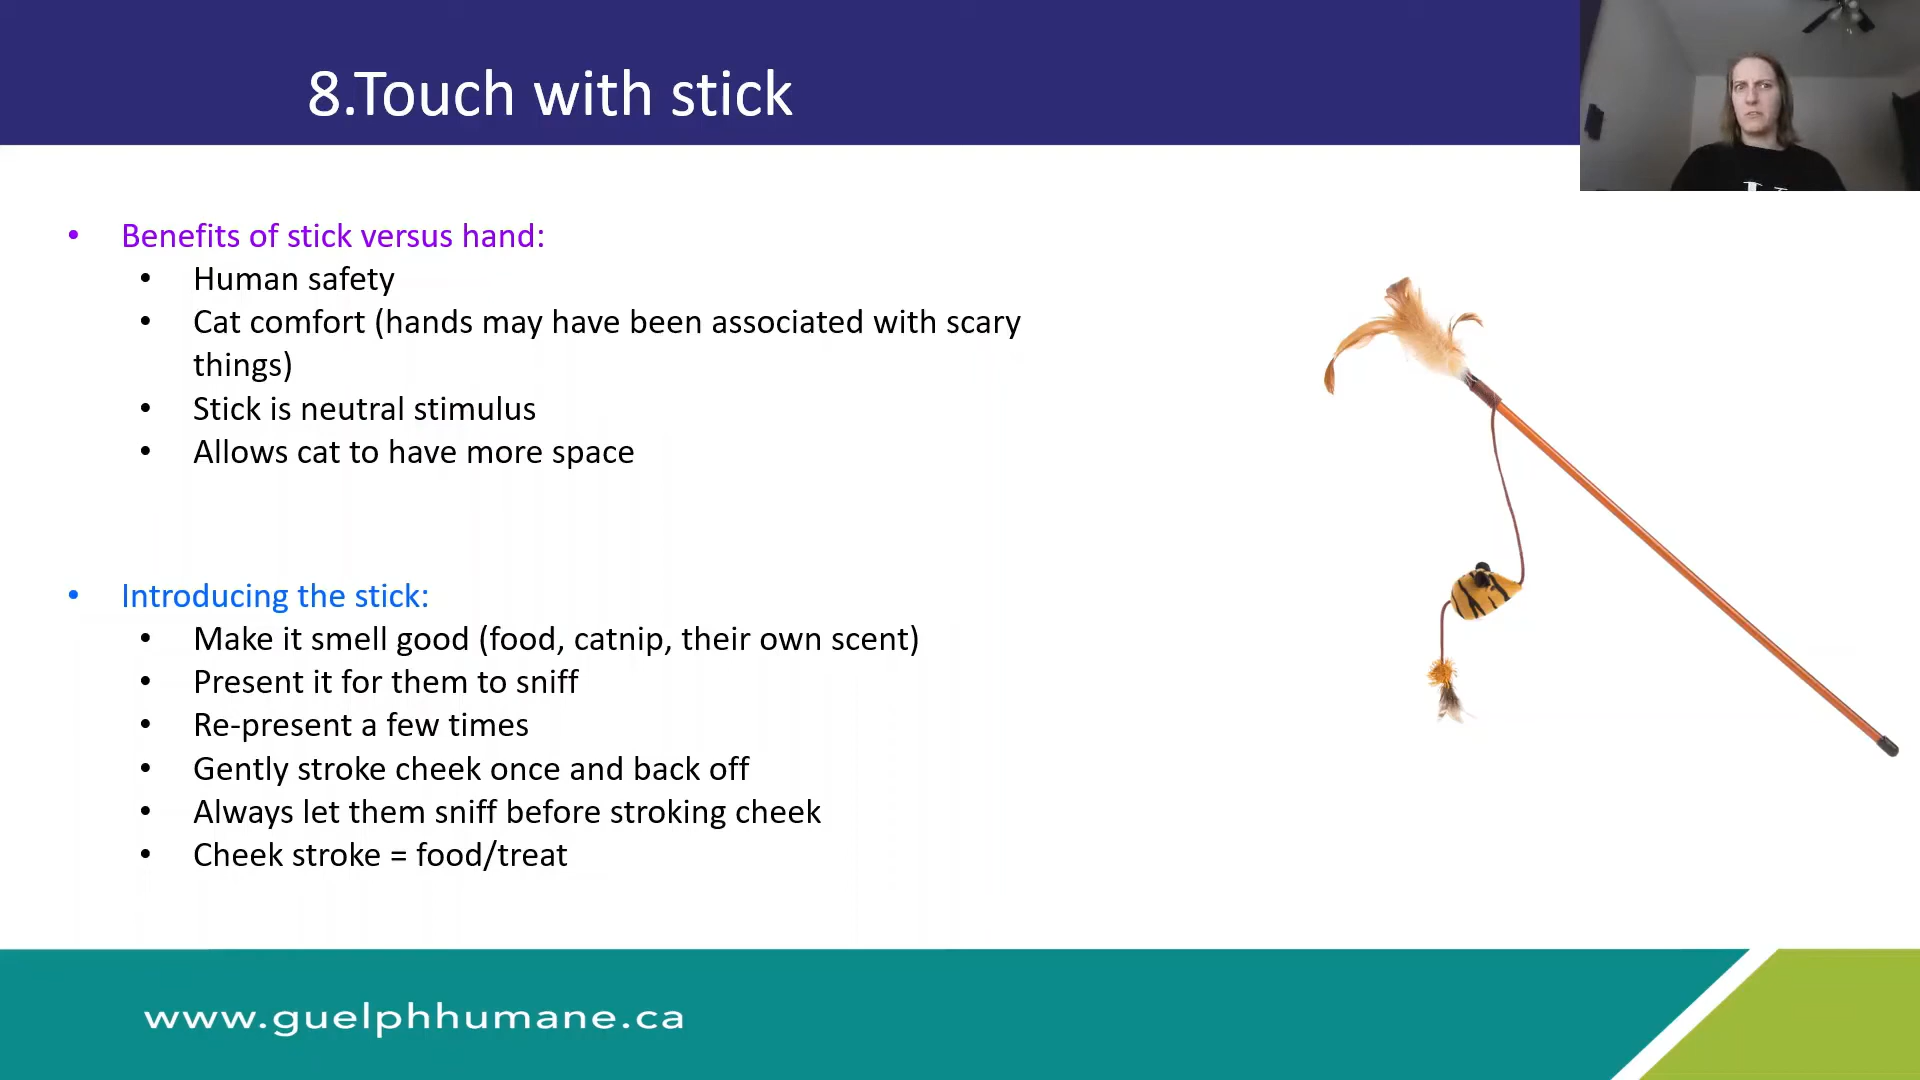 8.Touch with stick
• Benefits of stick versus hand:
• Human safety
• Cat comfort (hands may have been associated with scary
things)
• Stick is neutral stimulus
• Allows cat to have more space
• Introducing the stick:
• Make it smell good (food, catnip, their own scent)
• Present it for them to sniff
• Re-present a few times
• Gently stroke cheek once and back off
• Always let them sniff before stroking cheek
• Cheek stroke = food/treat
www.guelphhumane.ca